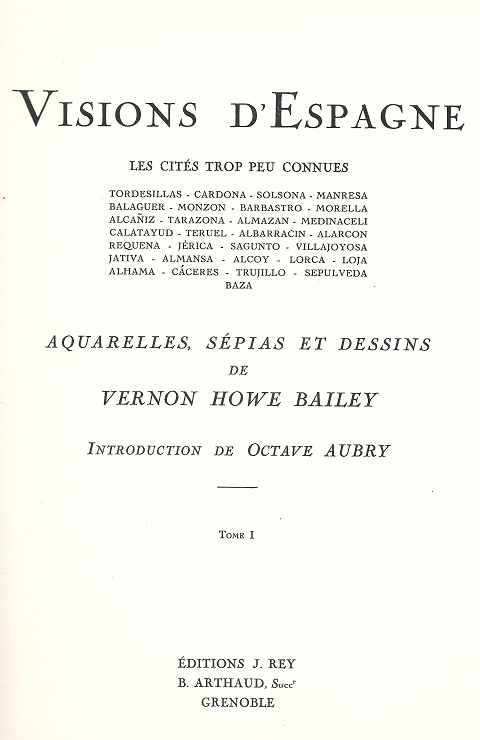 VISIONS D'ESPAGNE
LES CITÉS TROP PEU CONNUES
TORDESILLAS - CARDONA - SOLSONA - MANRESA
BALAGUER - MONZON - BARBASTRO - MORELLA
ALCAÑIZ - TARAZONA - ALMAZAN - MEDINACELI
CALATAYUD - TERUEL - ALBARRACIN - ALARCON
REQUENA - JÉRICA - SAGUNTO - VILLAJOYOSA
JATIVA - ALMANSA - ALCOY - LORCA - LOJA
ALHAMA - CÁCERES - TRUJILLO - SEPULVEDA
BAZA
AQUARELLES, SÉPIAS ET DESSINS
DE
VERNON HOWE BAILEY
INTRODUCTION DE OCTAVE AUBRY
TOME I
ÉDITIONS J. REY
B. ARTHAUD, Succr
GRENOBLE